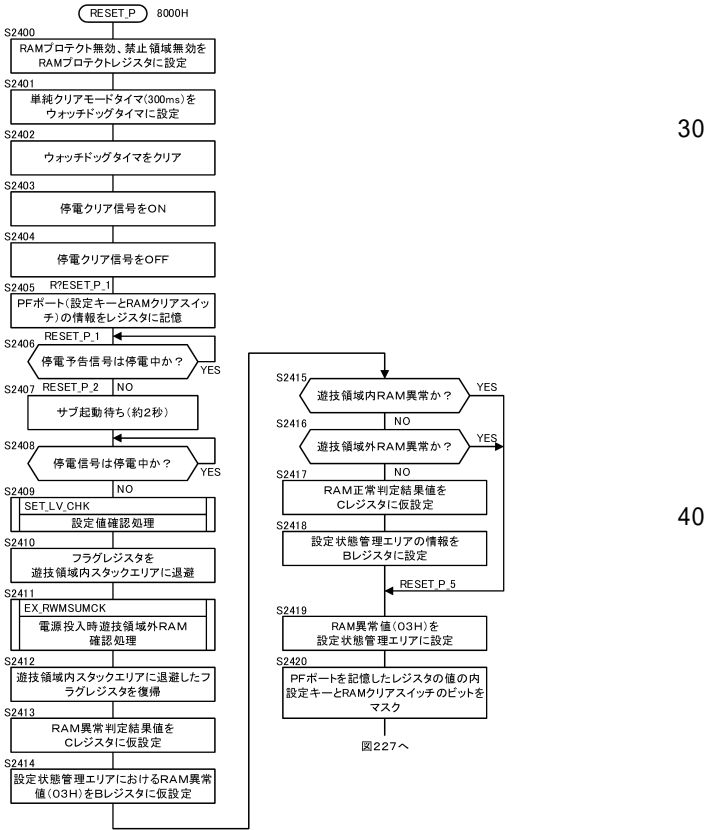 RESET_P 8000H
S2400
RAMプロテクト無効、禁止領域無効を
RAMプロテクトレジスタに設定
S2401
単純クリアモードタイマ(300ms)を
ウォッチドッグタイマに設定
S2402
ウォッチドッグタイマをクリア
S2403
停電クリア信号をON
S2404
停電クリア信号をOFF
S2405 R?ESET_P_1
PFポート(設定キーとRAMクリアスイッ
チ)の情報をレジスタに記憶
RESET_P_1
S2406
停電予告信号は停電中か?
YES
NO
S2407 RESET_P_2
サブ起動待ち(約2秒)
S2408
停電信号は停電中か?
YES
NO
S2409
SET_LV_CHK
設定値確認処理
S2410
フラグレジスタを
遊技領域内スタックエリアに退避
S2411
EX_RWMSUMCK
電源投入時遊技領域外RAM
確認処理
S2412
遊技領域内スタックエリアに退避したフ
ラグレジスタを復帰
S2413
RAM異常判定結果値を
Cレジスタに仮設定
S2414
設定状態管理エリアにおけるRAM異常
値(03H)をBレジスタに仮設定
S2415
遊技領域内RAM異常か?
YES
NO
S2416
遊技領域外RAM異常か?
YES
NO
S2417
RAM正常判定結果値を
Cレジスタに仮設定
S2418
設定状態管理エリアの情報を
Bレジスタに設定
RESET_P_5
S2419
RAM異常値(03H)を
設定状態管理エリアに設定
S2420
PFポートを記憶したレジスタの値の内
設定キーとRAMクリアスイッチのビットを
マスク
図227へ
30
40